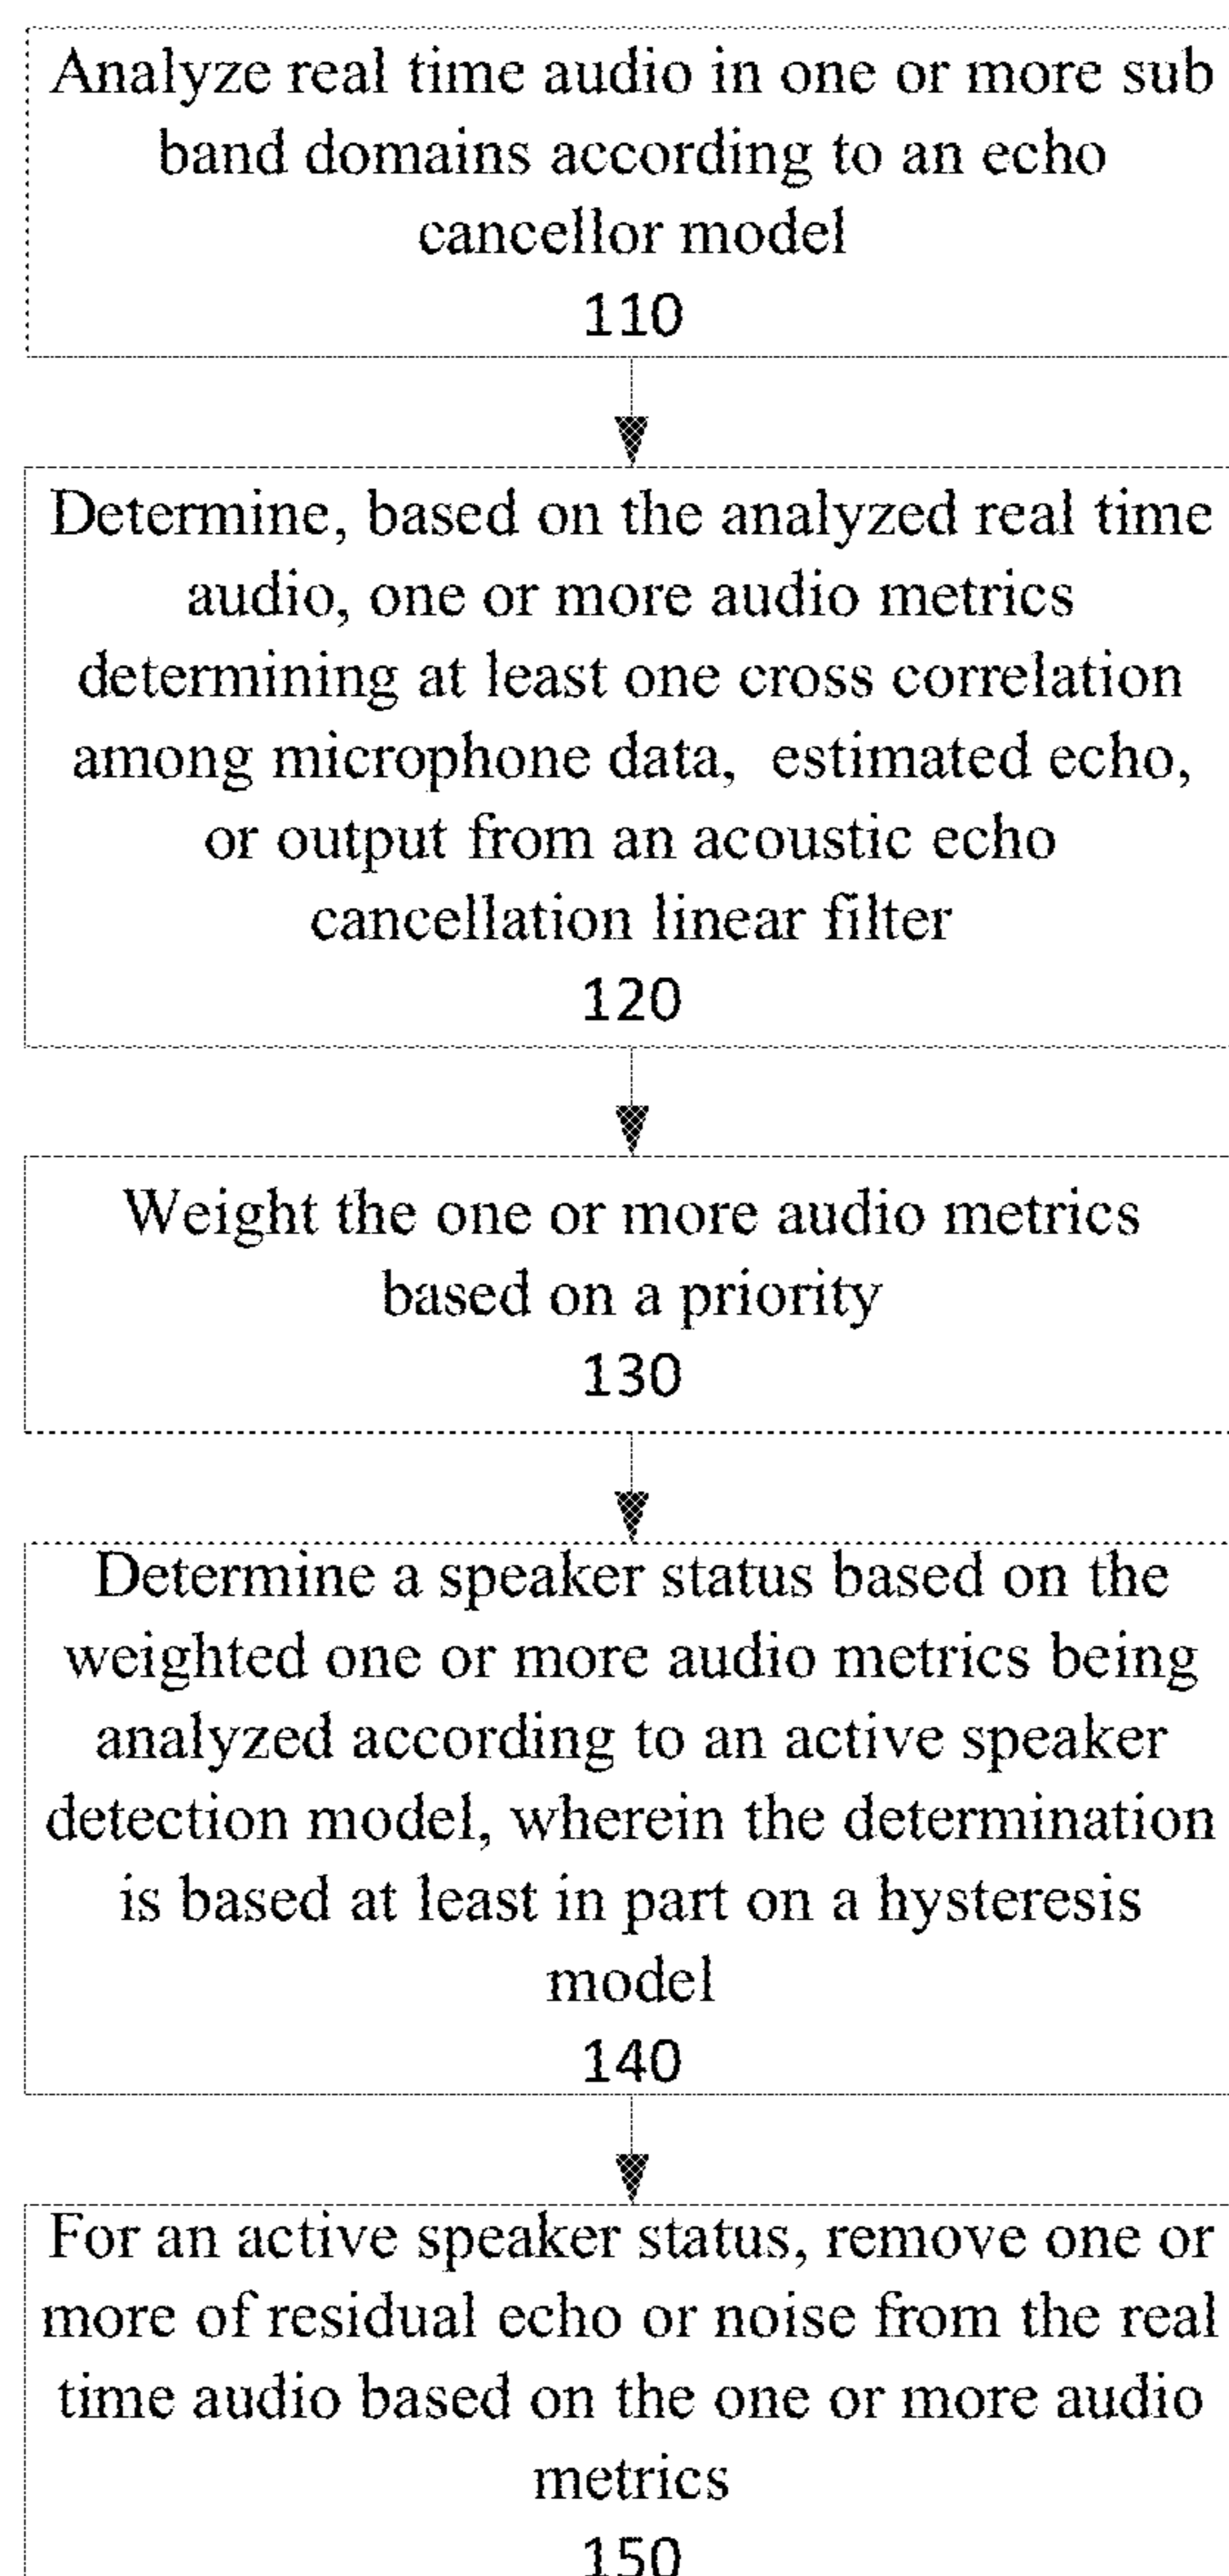 Analyze real time audio in one or more sub
band domains according to an echo
cancellor model
110
Determine, based on the analyzed real time
audio, one or more audio metrics
determining at least one cross correlation
among microphone data, estimated echo,
or output from an acoustic echo
cancellation linear filter
120
Weight the one or more audio metrics
based on a priority
130
Determine a speaker status based on the
weighted one or more audio metrics being
analyzed according to an active speaker
detection model, wherein the determination
is based at least in part on a hysteresis
model
140
For an active speaker status, remove one or
more of residual echo or noise from the real
time audio based on the one or more audio
metrics
150